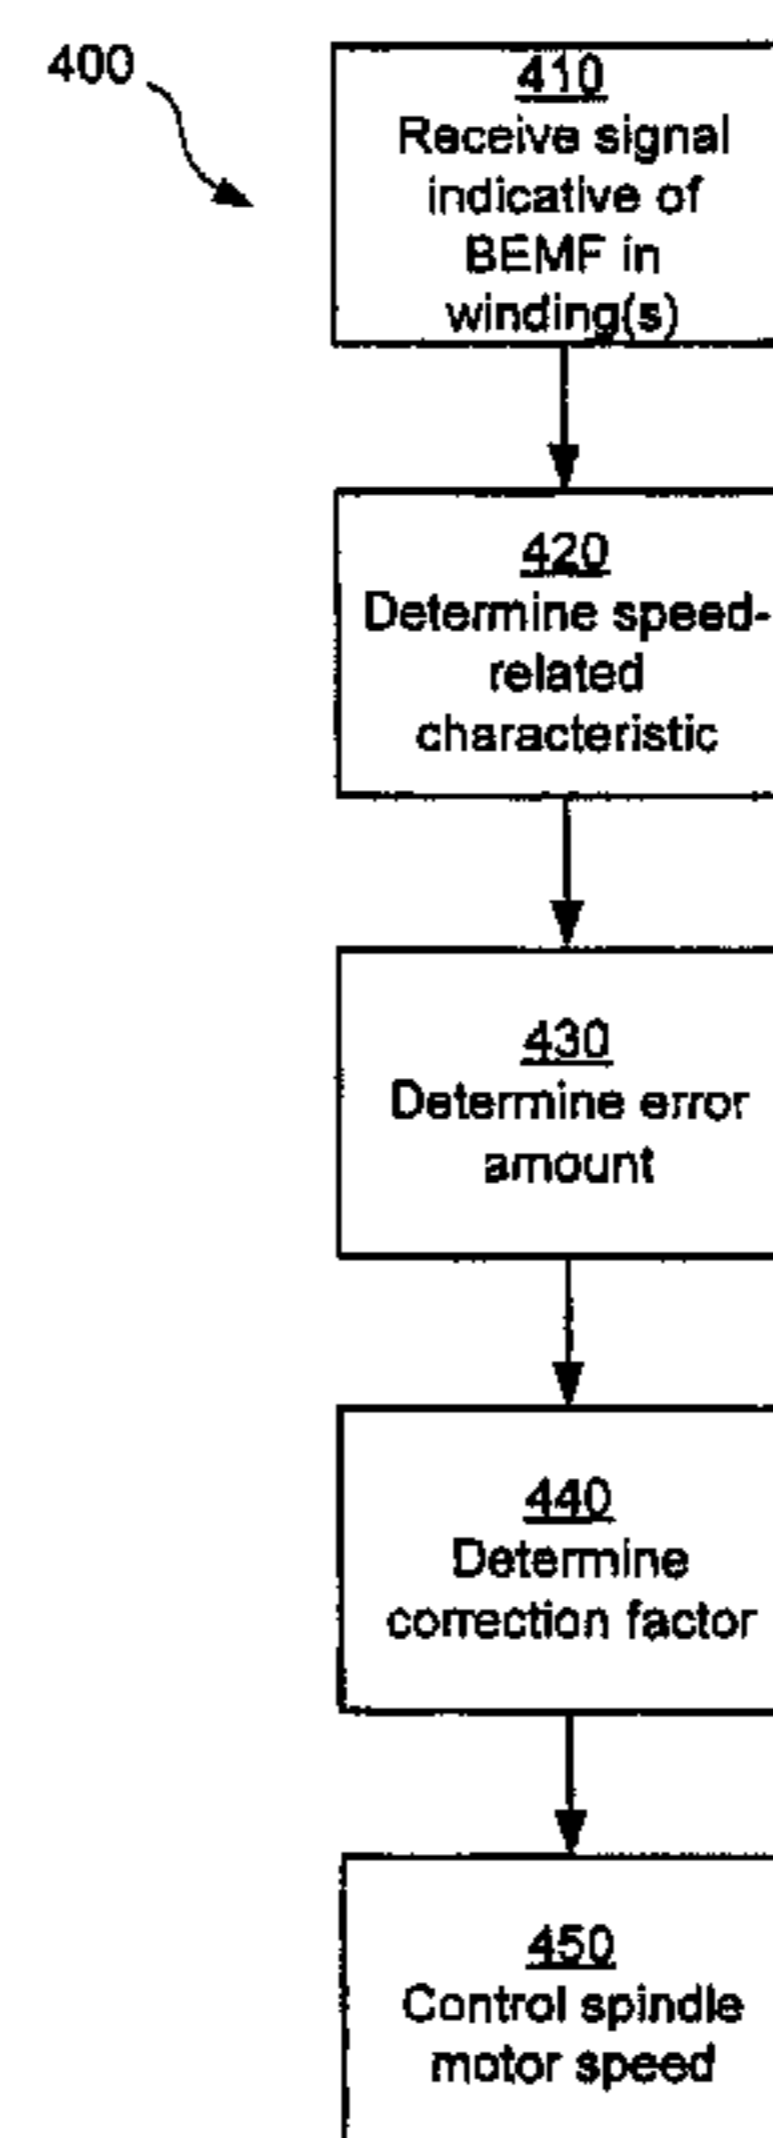 400
410
Receive signal
indicative of
BEMF in
winding(s)
420
Determine speed-
related
characteristic
430
Determine error
amount
440
Determine
correction factor
450
Control spindle
motor speed